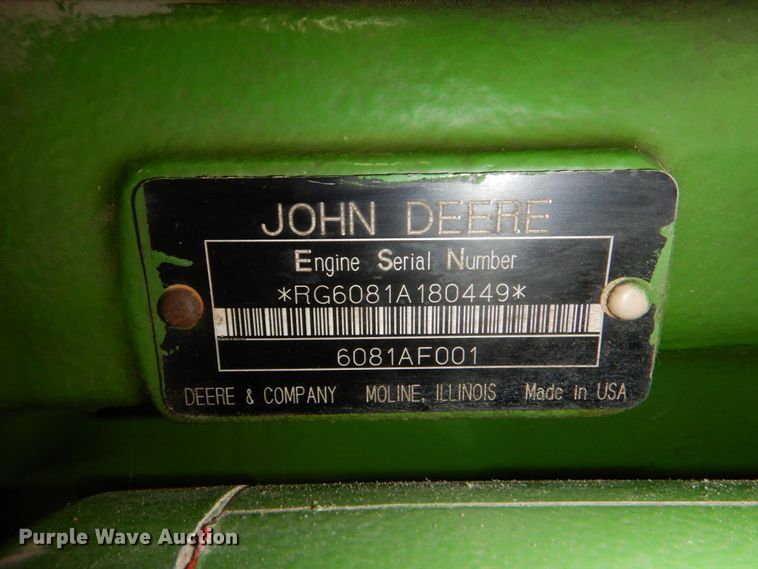 JOHN DEERE
Engine Serial Number
*RG6081A180449*
6081AF001
DEERE & COMPANY MOLINE, ILLINOIS Made in USA
Purple Wave Auction